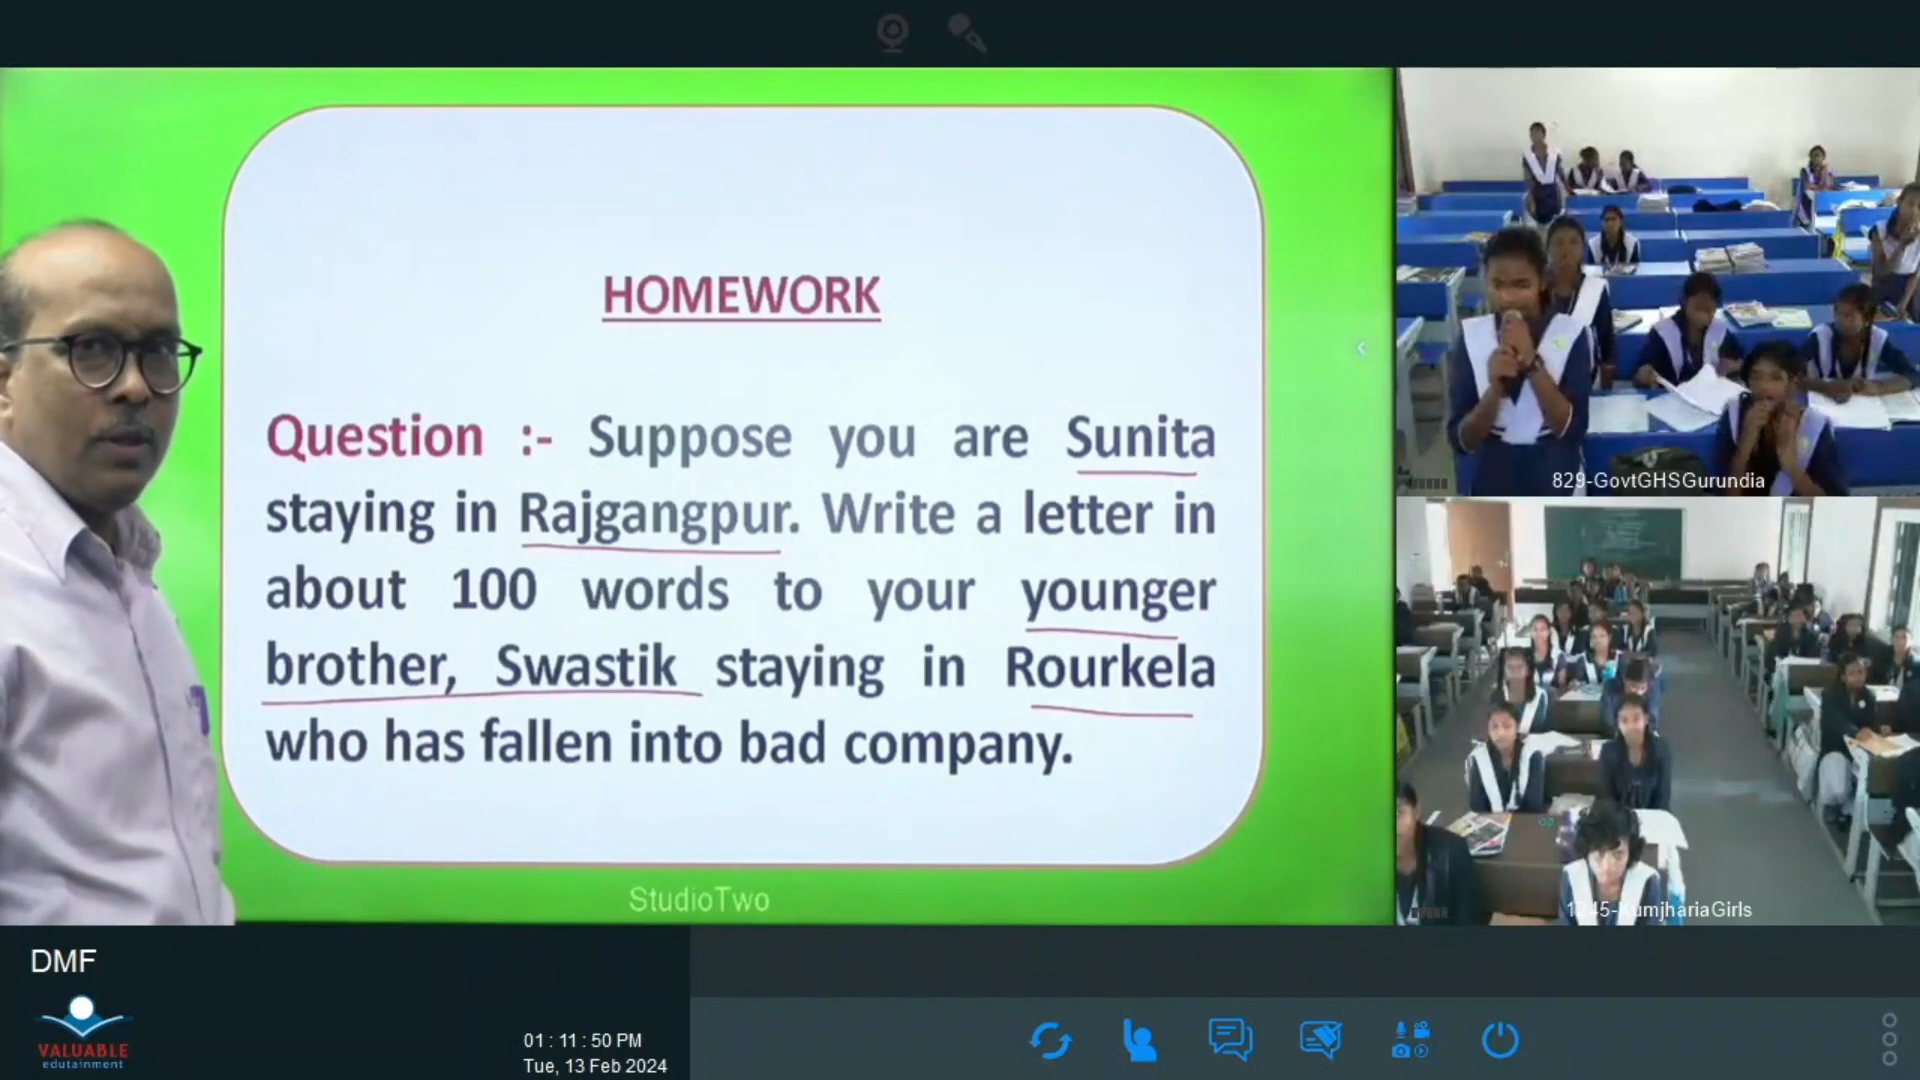 HOMEWORK
Question :- Suppose you are Sunita
staying in Rajgangpur. Write a letter in
about 100 words to your younger
brother, Swastik staying in Rourkela
who has fallen into bad company.
StudioTwo
829-GovtGHSGurundia
1245-KumjhariaGirls
DMF
VALUABLE
edutainment
01 : 11 : 50 PM
Tue, 13 Feb 2024